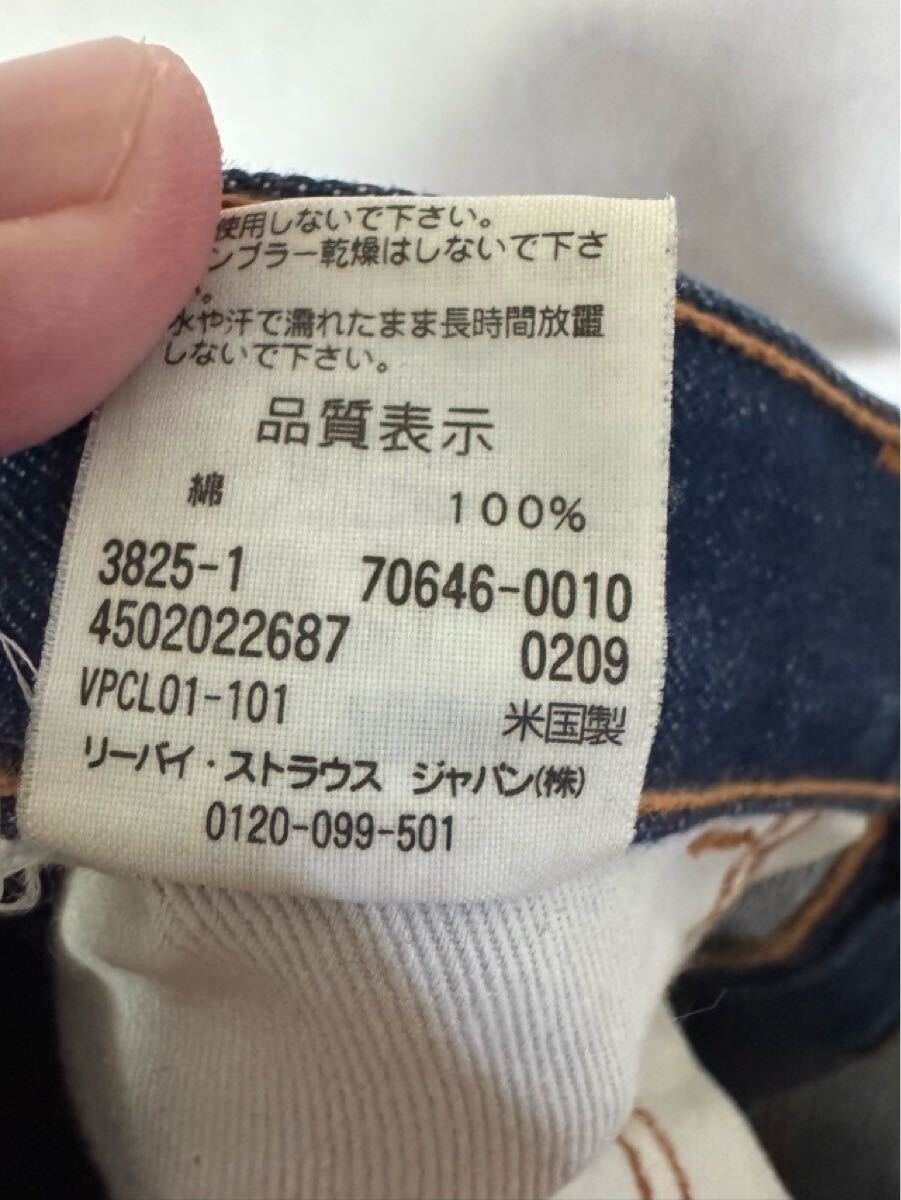 使用しないで下さい。
ンブラー乾燥はしないで下さ
い。
水や汗で濡れたまま長時間放置
しないで下さい。
品質表示
綿 100%
3825-1 70646-0010
4502022687 0209
VPCL01-101 米国製
リーバイ・ストラウス ジャパン(株)
0120-099-501